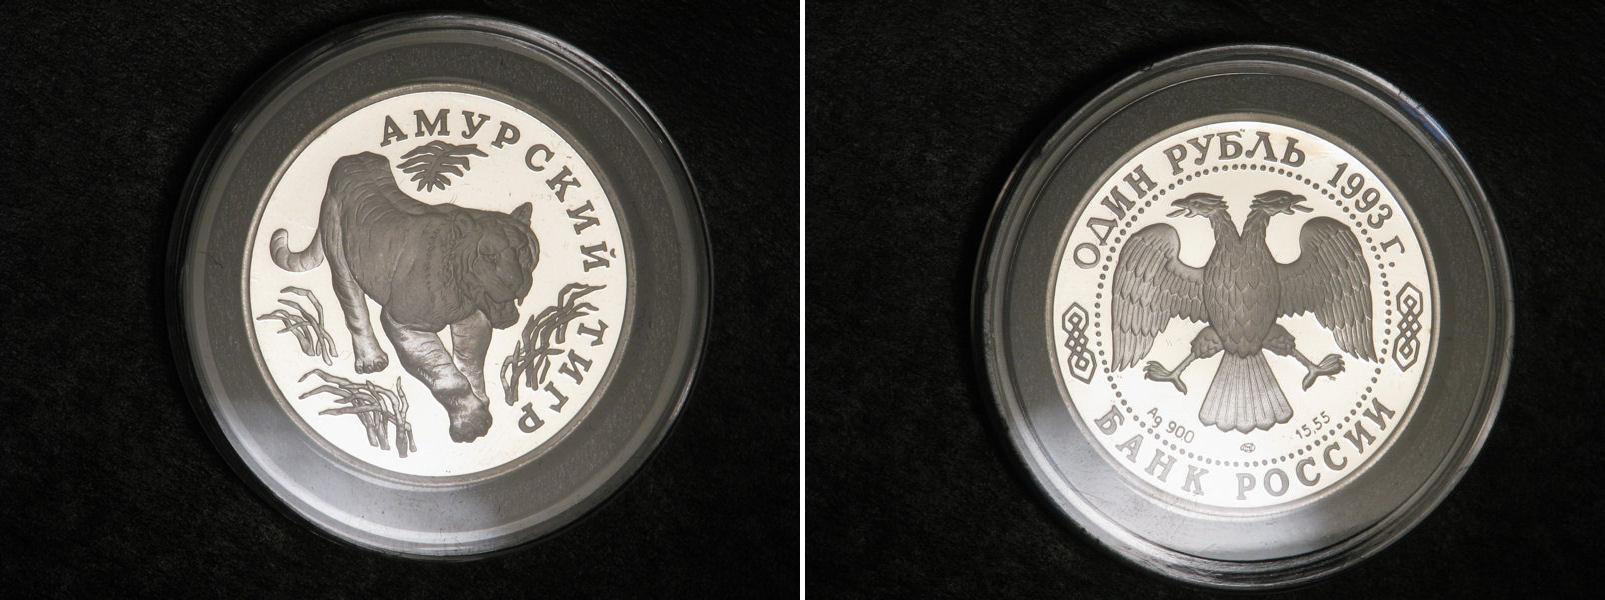 АМУРСКИЙ ТИГР
ОДИН РУБЛЬ 1993 г.
Ag 900
15,55
БАНК РОССИИ